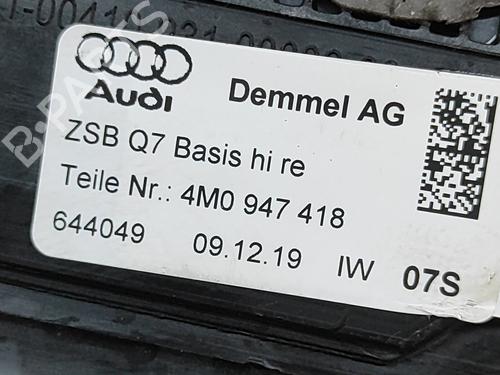 Audi
Demmel AG
ZSB Q7 Basis hi re
Teile Nr.: 4M0 947 418
644049 09.12.19 IW 07S
B-PARTS